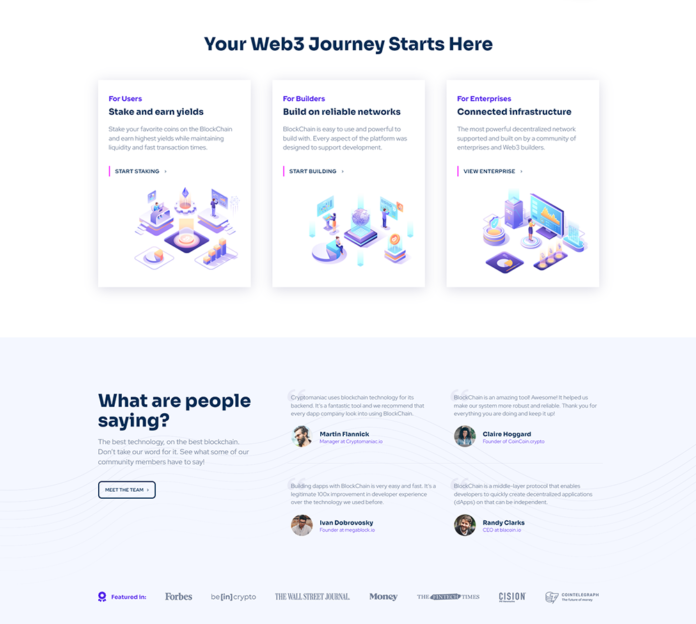 Your Web3 Journey Starts Here
For Users
Stake and earn yields
Stake your favorite coins on the BlockChain
and earn highest yields while maintaining
liquidity and fast transaction times.
START STAKING ›
For Builders
Build on reliable networks
BlockChain is easy to use and powerful to
build with. Every aspect of the platform was
designed to support development.
START BUILDING ›
For Enterprises
Connected infrastructure
The most powerful decentralized network
supported and built on by a community of
enterprises and Web3 builders.
VIEW ENTERPRISE ›
What are people
saying?
The best technology, on the best blockchain.
Don't take our word for it. See what some of our
community members have to say!
MEET THE TEAM ›
Cryptomaniac uses blockchain technology for its
backend. It's a fantastic tool and we recommend that
every dapp company look into using BlockChain.
Martin Flannick
Manager at Cryptomaniac.io
BlockChain is an amazing tool! Awesome! It helped us
make our system more robust and reliable. Thank you for
everything you are doing and keep it up!
Claire Hoggard
Founder of CoinCoin.crypto
Building dapps with BlockChain is very easy and fast. It's a
legitimate 100x improvement in developer experience
over the technology we used before.
Ivan Dobrovosky
Founder at megablock.io
BlockChain is a middle-layer protocol that enables
developers to quickly create decentralized applications
(dApps) on that can be independent.
Randy Clarks
CEO at bitecoin.io
Featured in:
Forbes
be[in]crypto
THE WALL STREET JOURNAL
Money
THE FINTECH TIMES
CISION
COINTELEGRAPH
The future of money